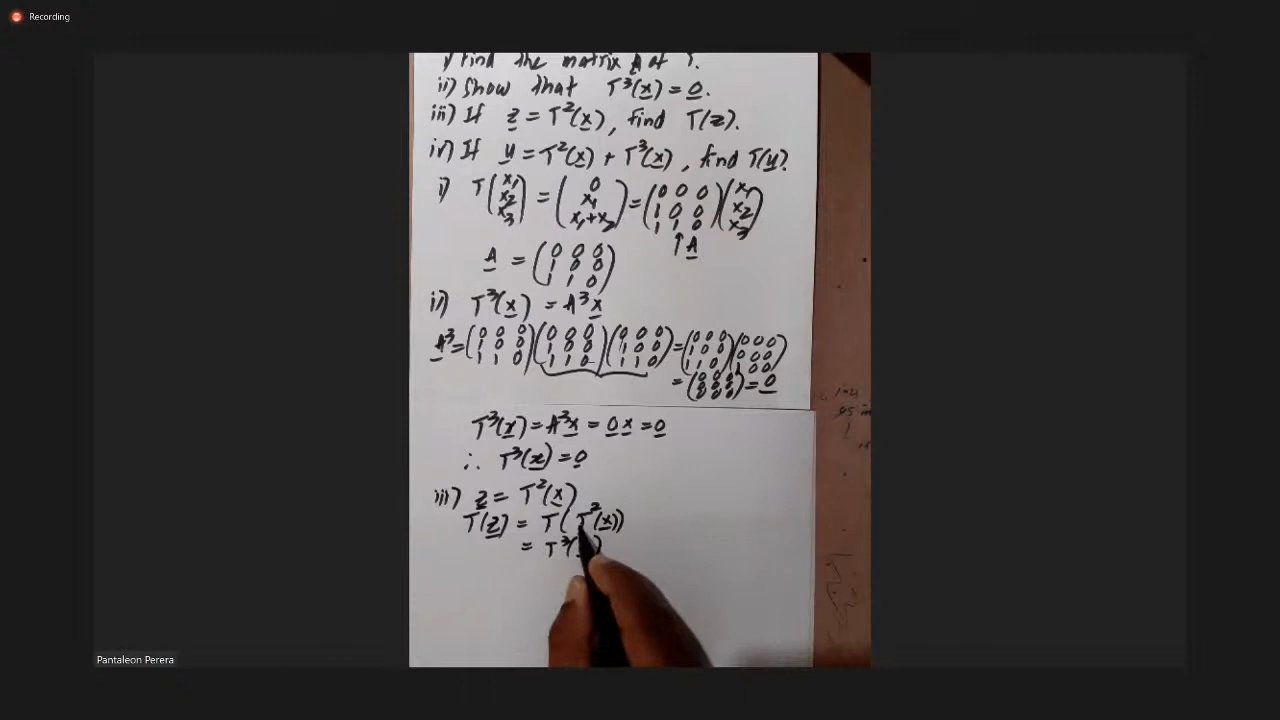 Recording
i) Find the matrix A of T.
ii) Show that T³(x) = 0.
iii) If z = T²(x), find T(z).
iv) If y = T²(x) + T³(x), find T(y).
i) T(x₁ x₂ x₃) = (0 x₁ x₁+x₂) = (0 0 0 1 0 0 1 1 0)(x₁ x₂ x₃)
↑A
A = (0 0 0 1 0 0 1 1 0)
ii) T³(x) = A³x
A³ = (0 0 0 1 0 0 1 1 0)(0 0 0 1 0 0 1 1 0)(0 0 0 1 0 0 1 1 0) = (0 0 0 1 0 0 1 1 0)(0 0 0 0 0 0 1 0 0)
= (0 0 0 0 0 0 0 0 0) = 0
T³(x) = A³x = 0x = 0
∴ T³(x) = 0
iii) z = T²(x)
T(z) = T(T²(x))
= T³(
Pantaleon Perera